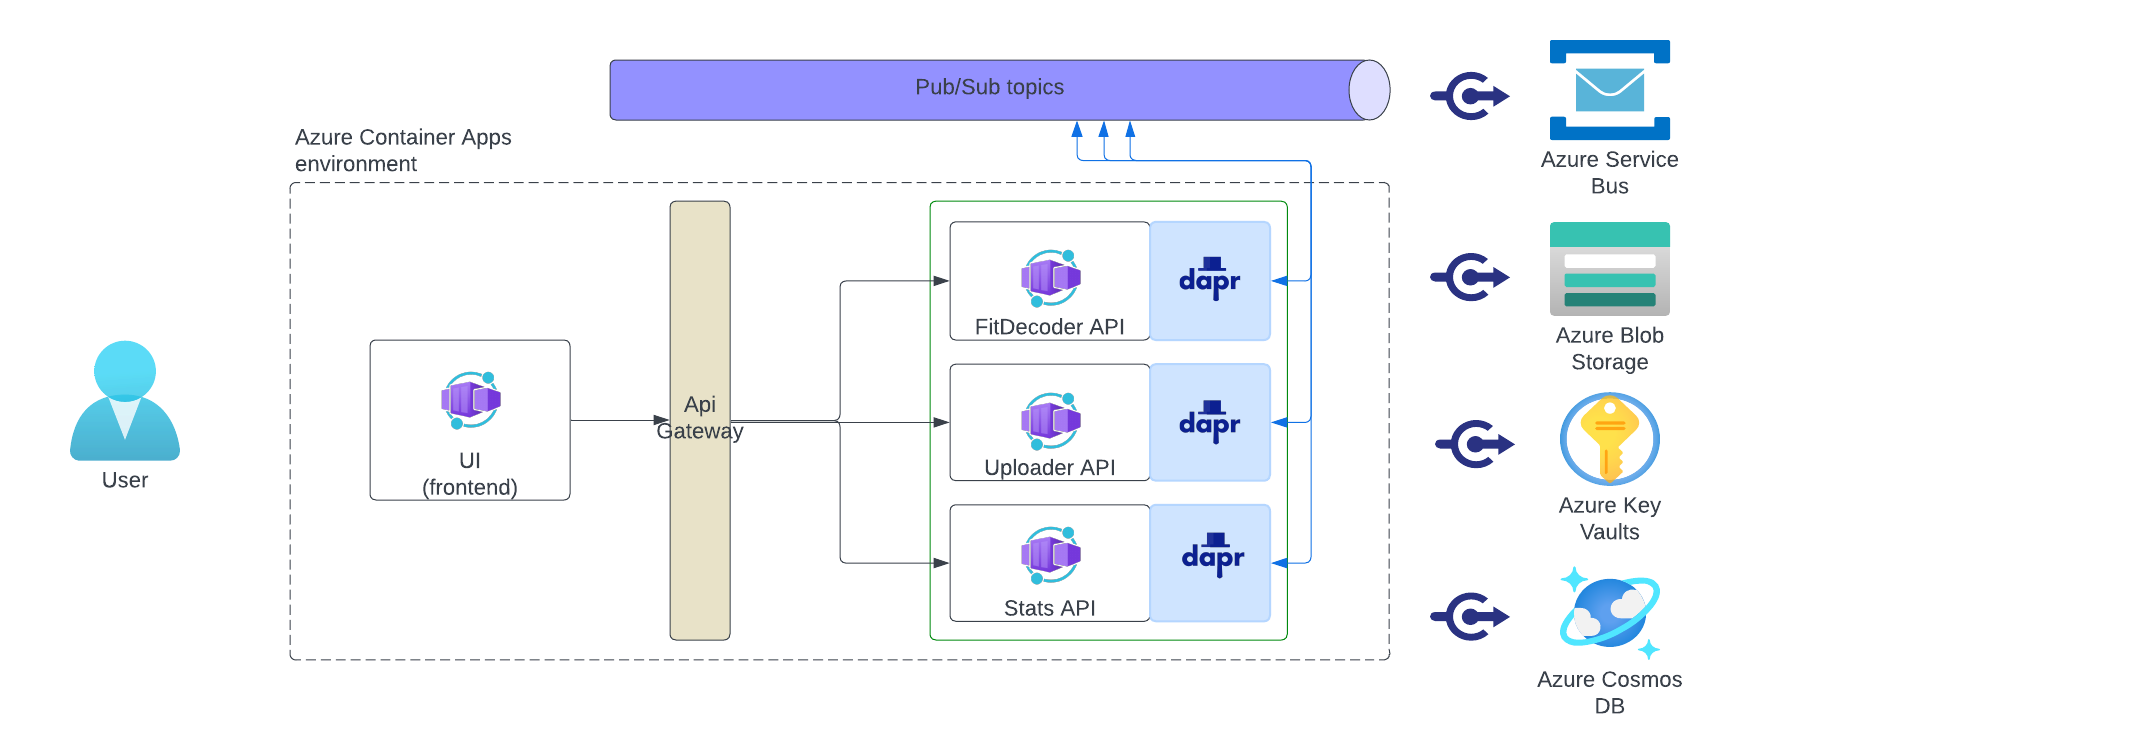 Pub/Sub topics
Azure Container Apps
environment
Azure Service
Bus
dapr
FitDecoder API
Azure Blob
Storage
User
UI
(frontend)
Api
Gateway
dapr
Uploader API
Azure Key
Vaults
dapr
Stats API
Azure Cosmos
DB